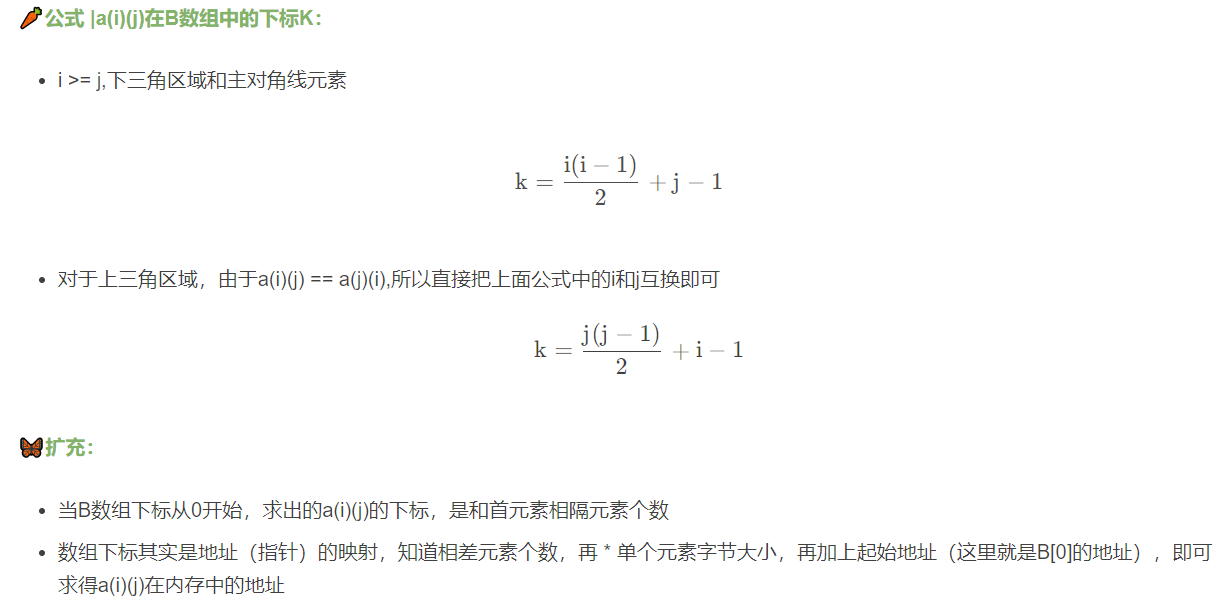 🥕公式 |a(i)(j)在B数组中的下标K：
• i >= j,下三角区域和主对角线元素
k = i(i − 1)/2 + j − 1
• 对于上三角区域，由于a(i)(j) == a(j)(i),所以直接把上面公式中的i和j互换即可
k = j(j − 1)/2 + i − 1
🦋扩充：
• 当B数组下标从0开始，求出的a(i)(j)的下标，是和首元素相隔元素个数
• 数组下标其实是地址（指针）的映射，知道相差元素个数，再 * 单个元素字节大小，再加上起始地址（这里就是B[0]的地址），即可
求得a(i)(j)在内存中的地址